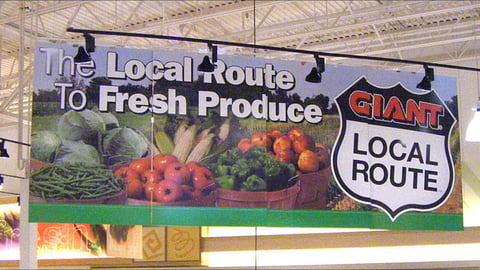 The Local Route
To Fresh Produce
GIANT
LOCAL
ROUTE